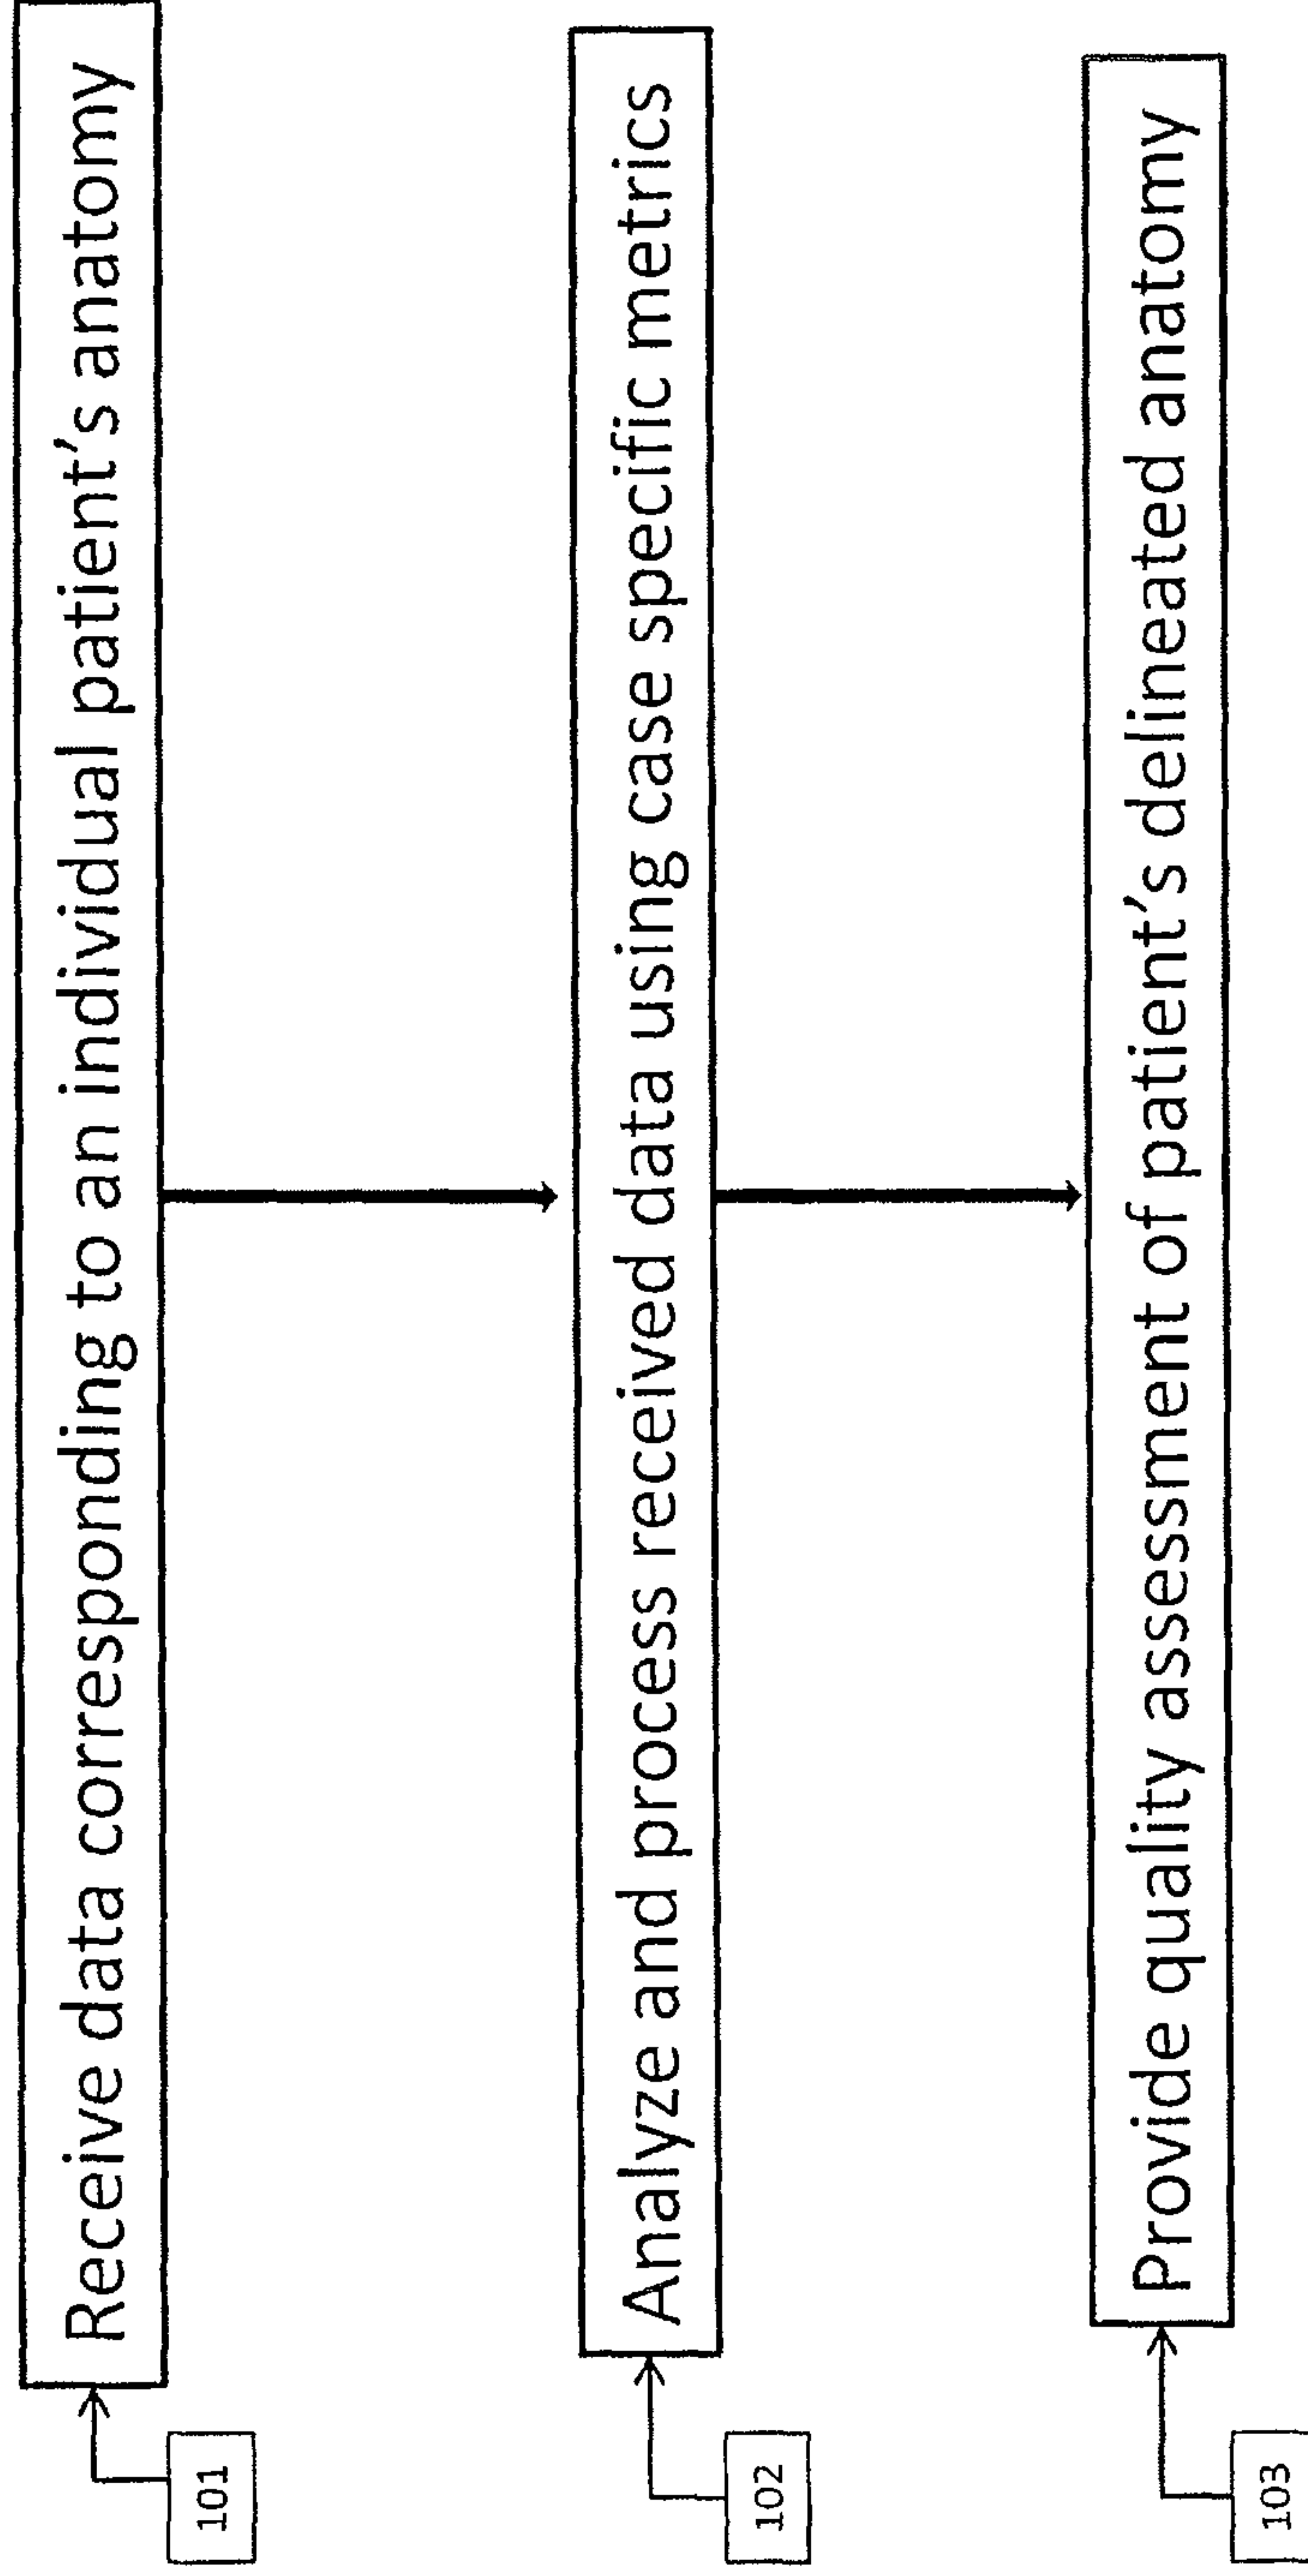 Receive data corresponding to an individual patient's anatomy
101
Analyze and process received data using case specific metrics
102
Provide quality assessment of patient's delineated anatomy
103